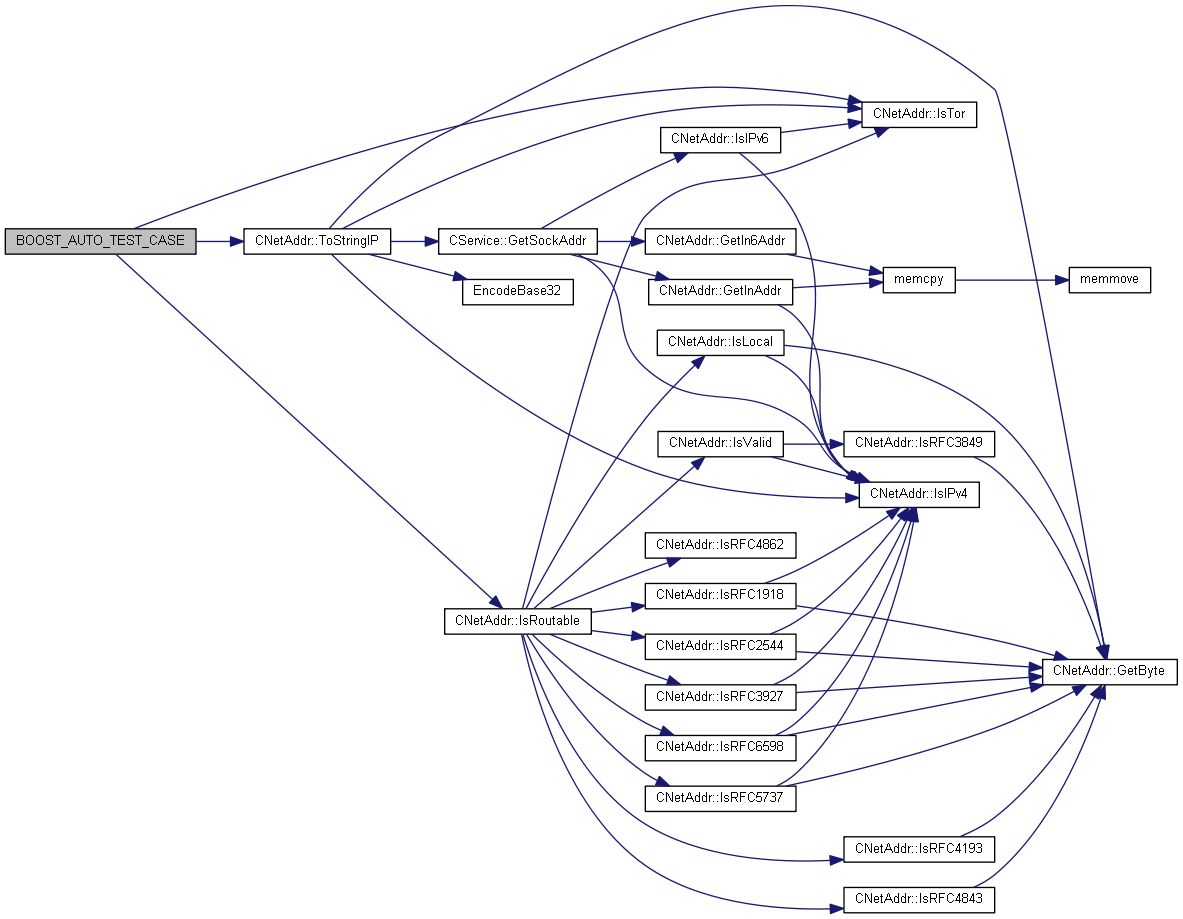 CNetAddr::IsTor
CNetAddr::IsIPv6
BOOST_AUTO_TEST_CASE
CNetAddr::ToStringIP
CService::GetSockAddr
CNetAddr::GetIn6Addr
EncodeBase32
CNetAddr::GetInAddr
memcpy
memmove
CNetAddr::IsLocal
CNetAddr::IsValid
CNetAddr::IsRFC3849
CNetAddr::IsIPv4
CNetAddr::IsRFC4862
CNetAddr::IsRFC1918
CNetAddr::IsRoutable
CNetAddr::IsRFC2544
CNetAddr::GetByte
CNetAddr::IsRFC3927
CNetAddr::IsRFC6598
CNetAddr::IsRFC5737
CNetAddr::IsRFC4193
CNetAddr::IsRFC4843